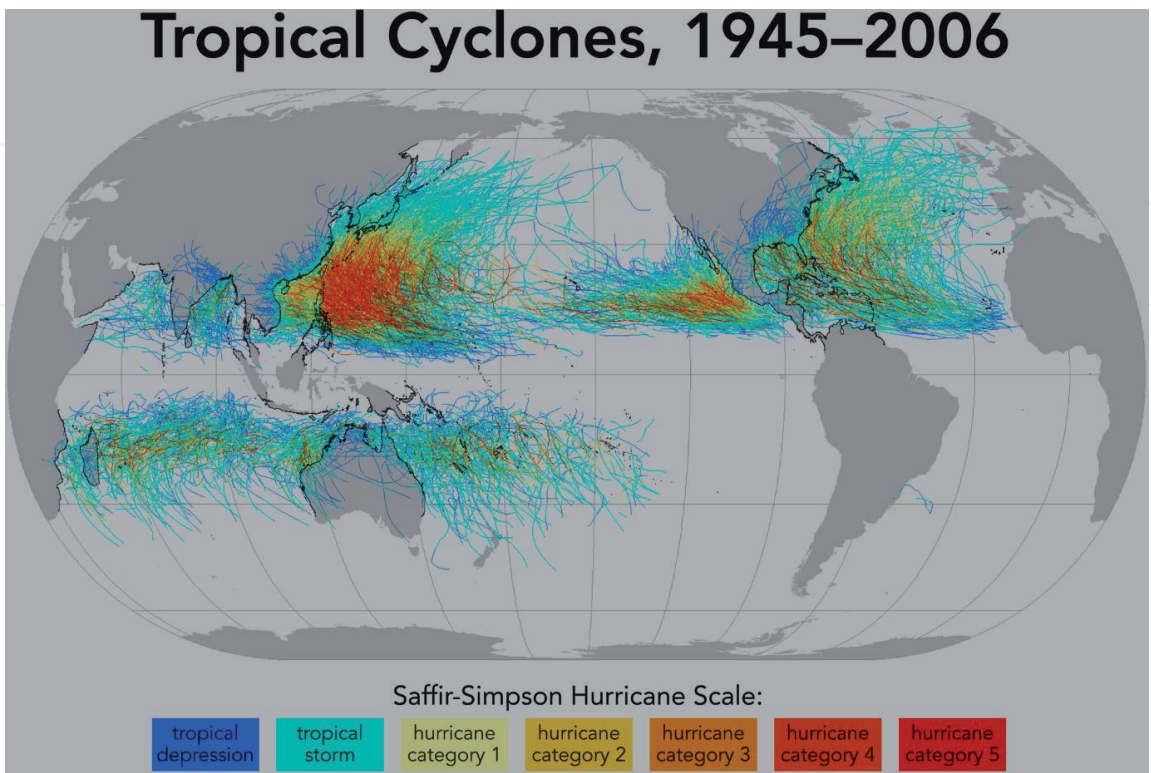 Tropical Cyclones, 1945–2006
Saffir-Simpson Hurricane Scale:
tropical
depression
tropical
storm
hurricane
category 1
hurricane
category 2
hurricane
category 3
hurricane
category 4
hurricane
category 5